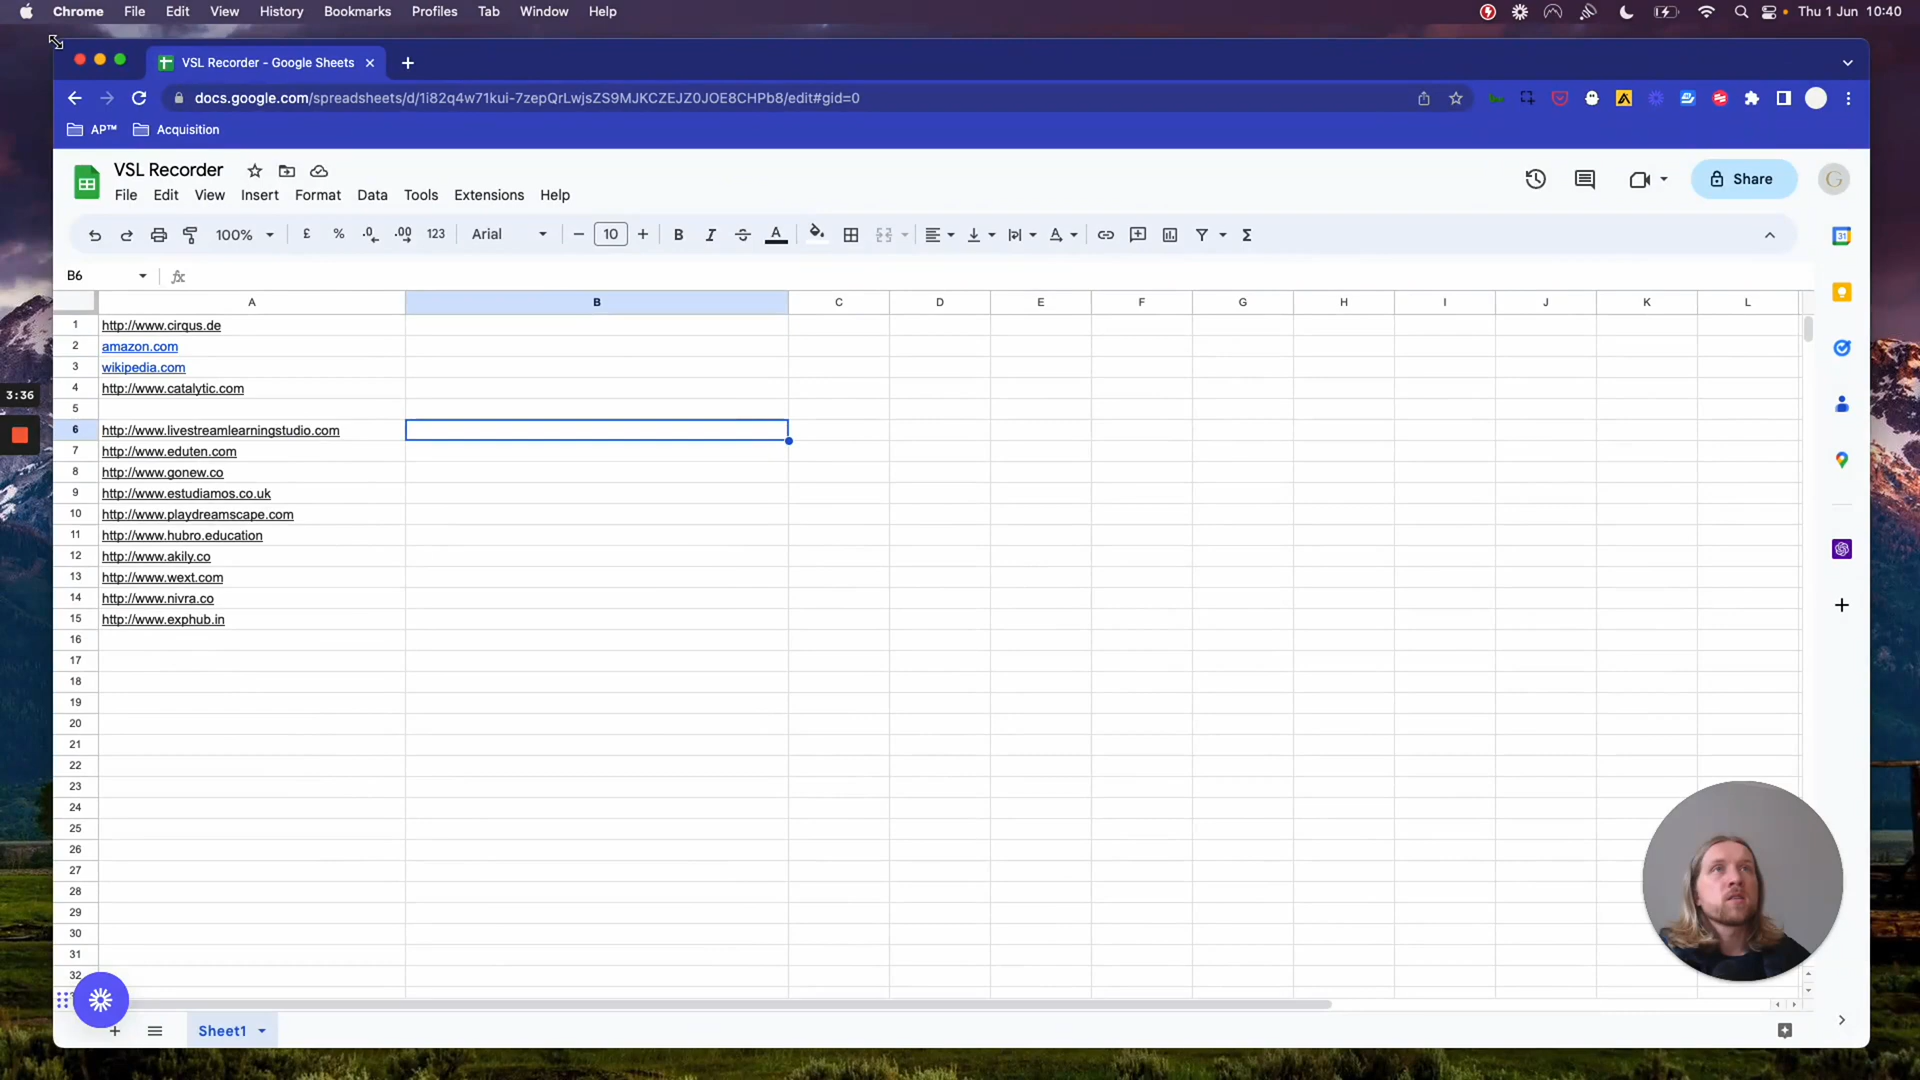 Chrome File Edit View History Bookmarks Profiles Tab Window Help Thu 1 Jun 10:40
VSL Recorder - Google Sheets
docs.google.com/spreadsheets/d/1i82q4w71kui-7zepQrLwjsZS9MJKCZEJZ0JOE8CHPb8/edit#gid=0
AP™ Acquisition
VSL Recorder
File Edit View Insert Format Data Tools Extensions Help
Share
G
100% £ % .0 .00 123 Arial 10 B I A Σ
31
B6 fx
A B C D E F G H I J K L
1 http://www.cirqus.de
2 amazon.com
3 wikipedia.com
4 http://www.catalytic.com
5
6 http://www.livestreamlearningstudio.com
7 http://www.eduten.com
8 http://www.gonew.co
9 http://www.estudiamos.co.uk
10 http://www.playdreamscape.com
11 http://www.hubro.education
12 http://www.akily.co
13 http://www.wext.com
14 http://www.nivra.co
15 http://www.exphub.in
16
17
18
19
20
21
22
23
24
25
26
27
28
29
30
31
32
3:36
Sheet1